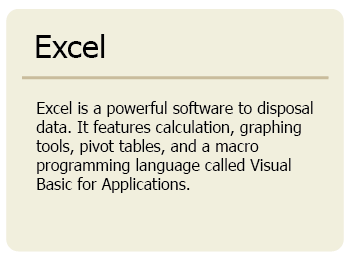 Excel
Excel is a powerful software to disposal
data. It features calculation, graphing
tools, pivot tables, and a macro
programming language called Visual
Basic for Applications.